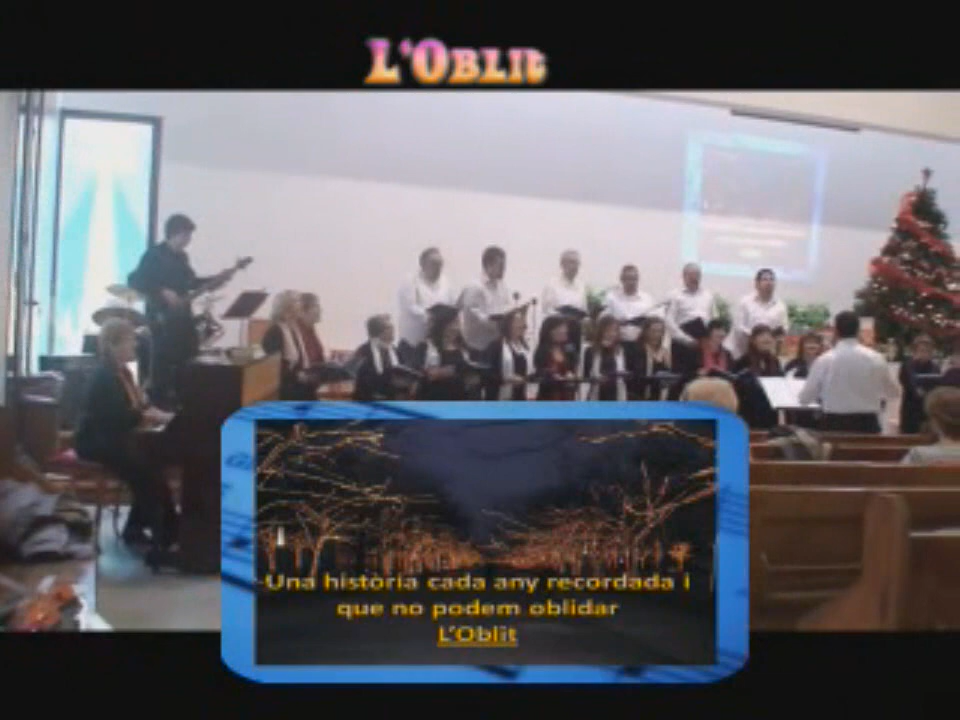 L'Oblit
Una història cada any recordada i
que no podem oblidar
L'Oblit